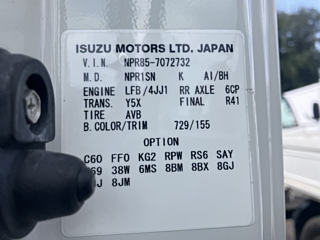 ISUZU MOTORS LTD. JAPAN
V.I.N. NPR85-7072732
M.D. NPR1SN K A1/BH
ENGINE LFB/4JJ1 RR AXLE 6CP
TRANS. Y5X FINAL R41
TIRE AVB
B.COLOR/TRIM 729/155
OPTION
C60 FFO KG2 RPW RS6 SAY
69 38W 6MS 8BM 8BX 8GJ
J 8JM